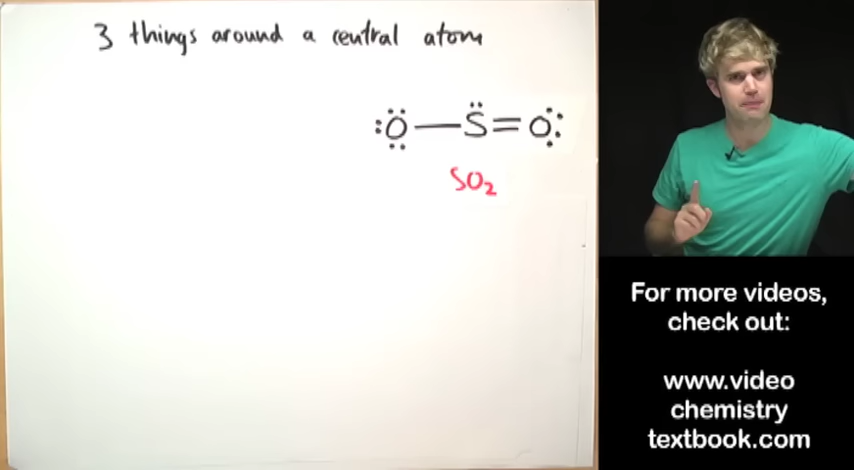 3 things around a central atom
:Ö — S̈ = O:
SO₂
For more videos,
check out:
www.video
chemistry
textbook.com